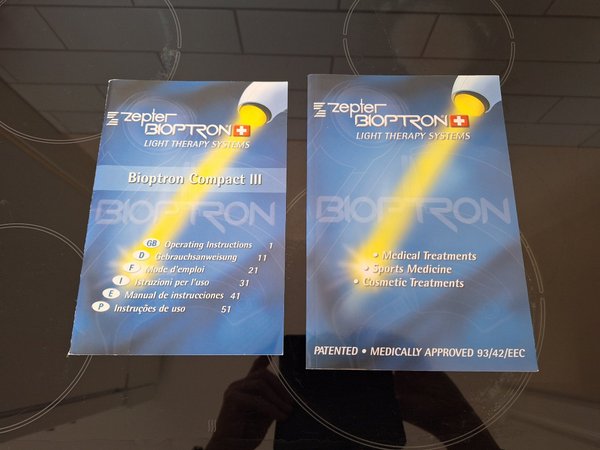 zepter
BIOPTRON
LIGHT THERAPY SYSTEMS
Bioptron Compact III
BIOPTRON
GB Operating Instructions 1
D Gebrauchsanweisung 11
F Mode d'emploi 21
I Istruzioni per l'uso 31
E Manual de instrucciones 41
P Instruções de uso 51
zepter
BIOPTRON
LIGHT THERAPY SYSTEMS
BIOPTRON
• Medical Treatments
• Sports Medicine
• Cosmetic Treatments
PATENTED • MEDICALLY APPROVED 93/42/EEC